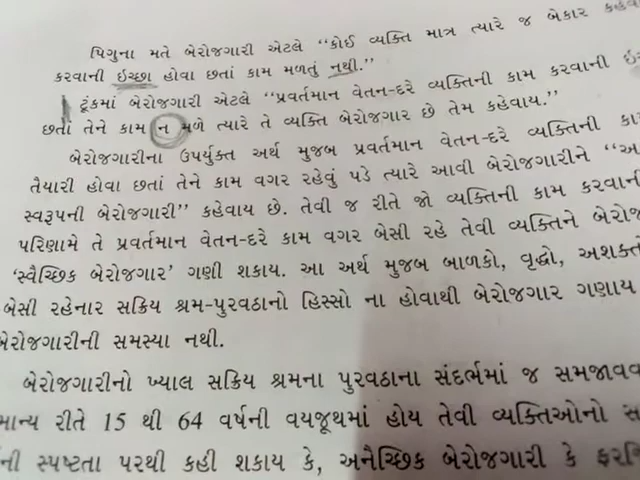 પિગુના મતે બેરોજગારી એટલે “કોઈ વ્યક્તિ માત્ર ત્યારે જ બેકાર
કરવાની ઇચ્છા હોવા છતાં કામ મળતું નથી.”
ટૂંકમાં બેરોજગારી એટલે “પ્રવર્તમાન વેતન-દરે વ્યક્તિની કામ કરવાની
છતાં તેને કામ ન મળે ત્યારે તે વ્યક્તિ બેરોજગાર છે તેમ કહેવાય.”
બેરોજગારીના ઉપર્યુક્ત અર્થ મુજબ પ્રવર્તમાન વેતન-દરે વ્યક્તિની
તૈયારી હોવા છતાં તેને કામ વગર રહેવું પડે ત્યારે આવી બેરોજગારીને
સ્વરૂપની બેરોજગારી” કહેવાય છે. તેવી જ રીતે જો વ્યક્તિની કામ કરવાની
પરિણામે તે પ્રવર્તમાન વેતન-દરે કામ વગર બેસી રહે તેવી વ્યક્તિને
‘સ્વૈચ્છિક બેરોજગાર’ ગણી શકાય. આ અર્થ મુજબ બાળકો, વૃદ્ધો,
બેસી રહેનાર સક્રિય શ્રમ-પુરવઠાનો હિસ્સો ના હોવાથી બેરોજગાર ગણાય
બેરોજગારીની સમસ્યા નથી.
બેરોજગારીનો ખ્યાલ સક્રિય શ્રમના પુરવઠાના સંદર્ભમાં જ
રીતે 15 થી 64 વર્ષની વયજૂથમાં હોય તેવી વ્યક્તિઓનો
સ્પષ્ટતા પરથી કહી શકાય કે, અનૈચ્છિક બેરોજગારી કે